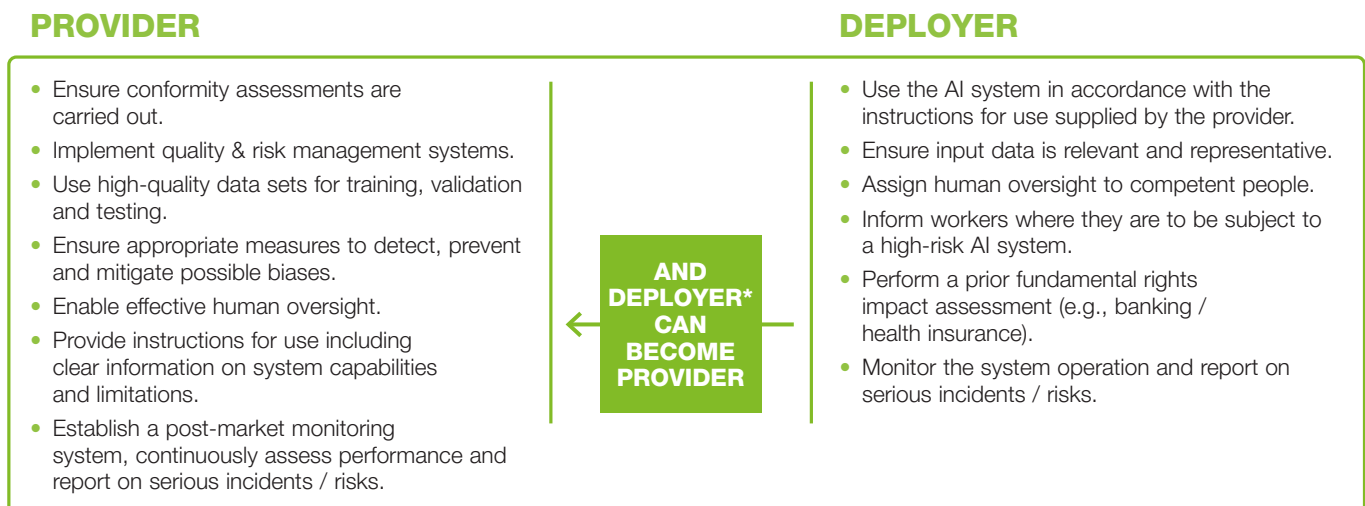 PROVIDER
• Ensure conformity assessments are
carried out.
• Implement quality & risk management systems.
• Use high-quality data sets for training, validation
and testing.
• Ensure appropriate measures to detect, prevent
and mitigate possible biases.
• Enable effective human oversight.
• Provide instructions for use including
clear information on system capabilities
and limitations.
• Establish a post-market monitoring
system, continuously assess performance and
report on serious incidents / risks.
AND
DEPLOYER*
CAN
BECOME
PROVIDER
DEPLOYER
• Use the AI system in accordance with the
instructions for use supplied by the provider.
• Ensure input data is relevant and representative.
• Assign human oversight to competent people.
• Inform workers where they are to be subject to
a high-risk AI system.
• Perform a prior fundamental rights
impact assessment (e.g., banking /
health insurance).
• Monitor the system operation and report on
serious incidents / risks.